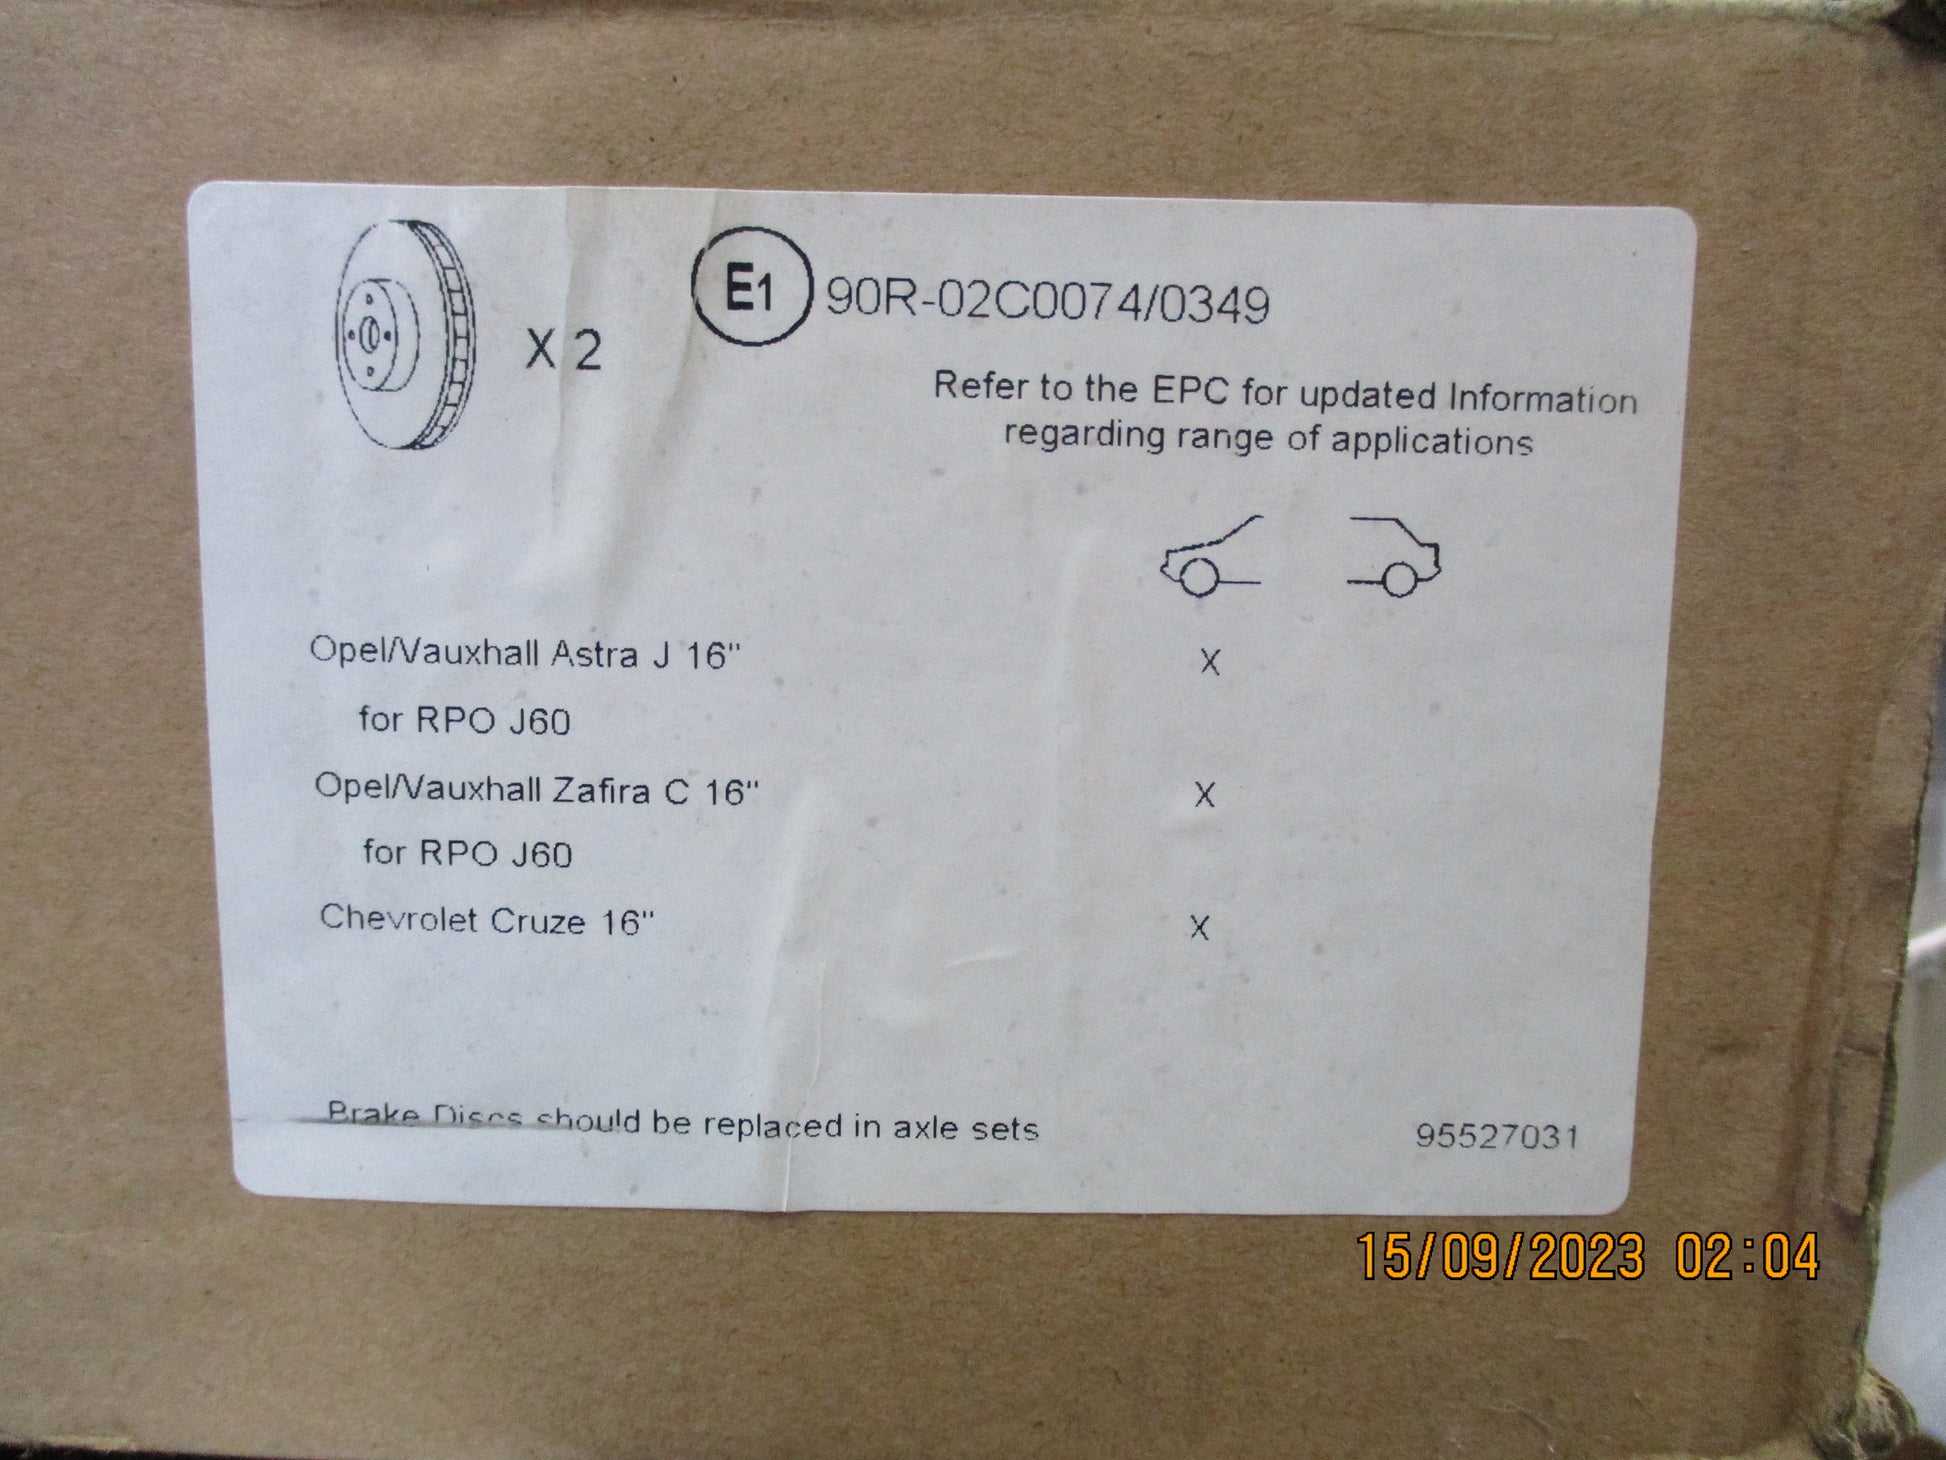 X 2
E1 90R-02C0074/0349
Refer to the EPC for updated Information
regarding range of applications
Opel/Vauxhall Astra J 16" X
for RPO J60
Opel/Vauxhall Zafira C 16" X
for RPO J60
Chevrolet Cruze 16" X
Brake Discs should be replaced in axle sets
95527031
15/09/2023 02:04